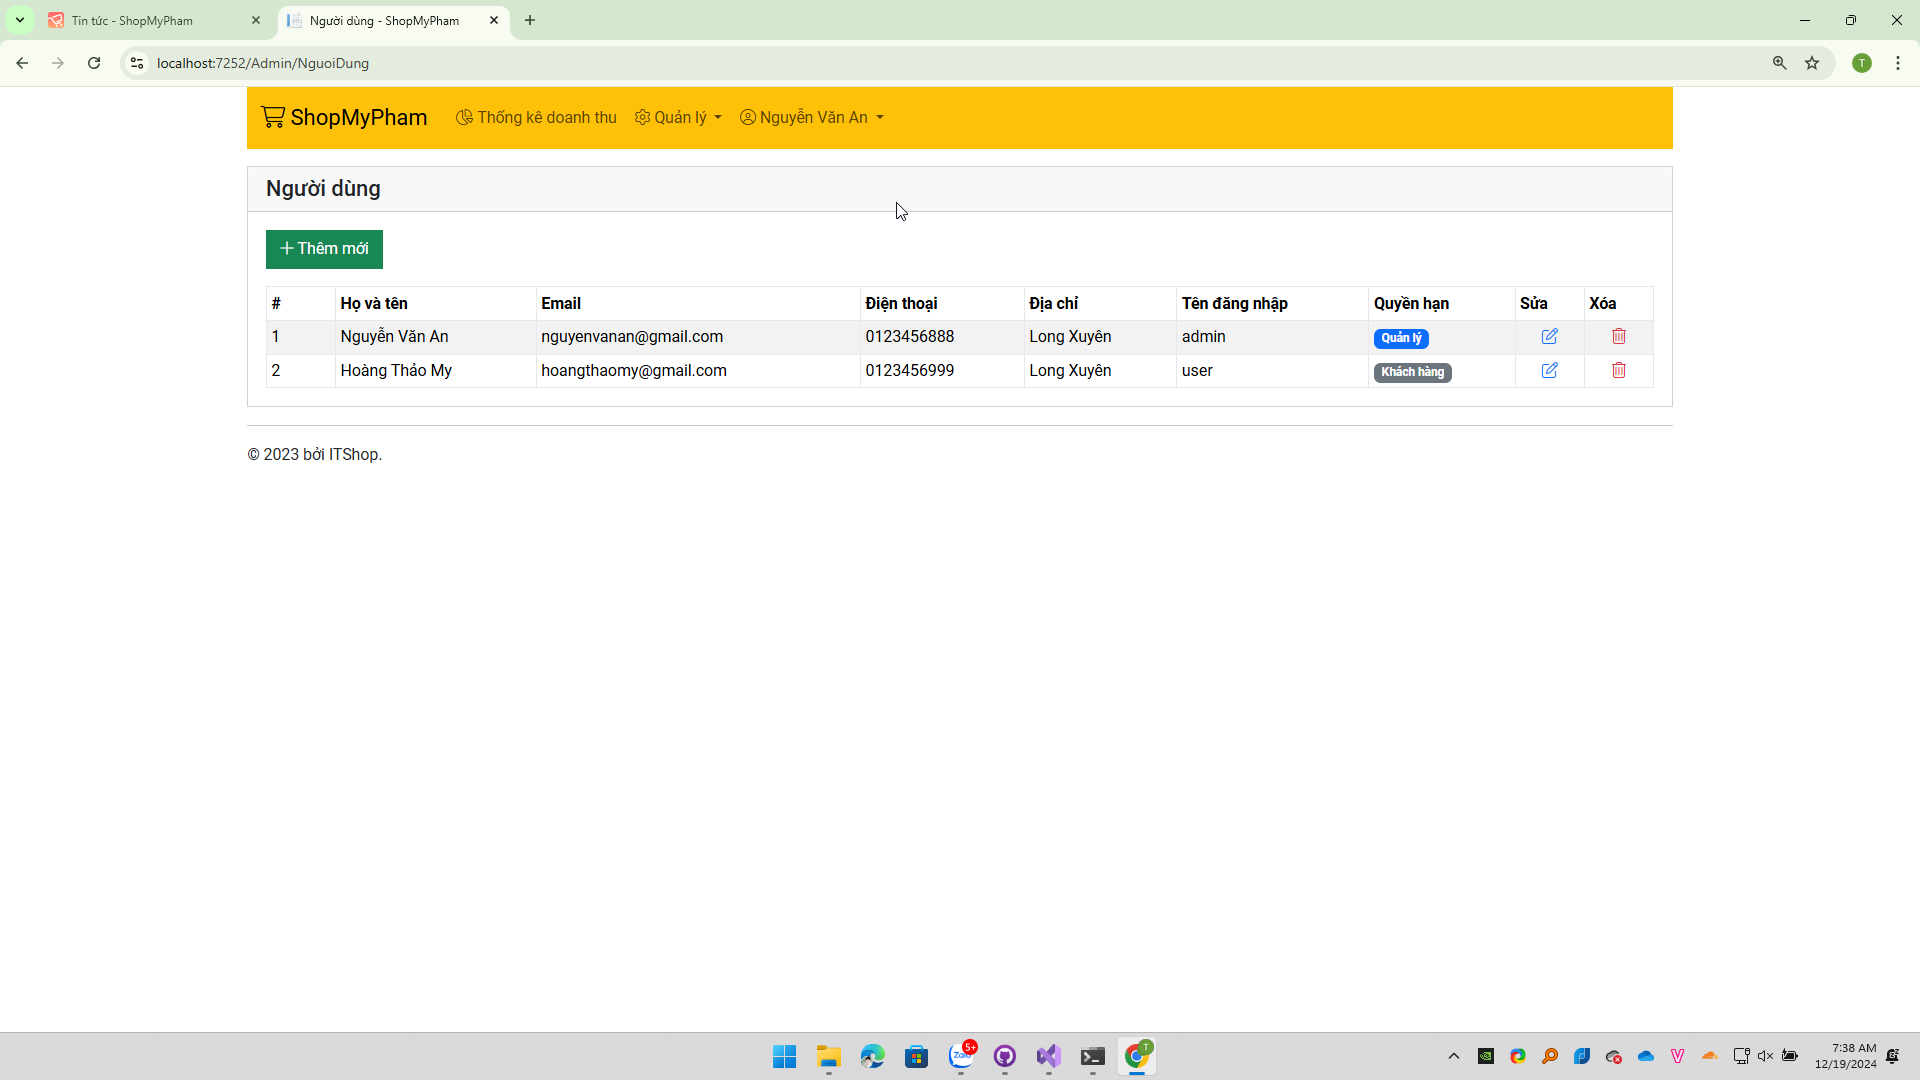 Tin tức - ShopMyPham
Người dùng - ShopMyPham
localhost:7252/Admin/NguoiDung
T
ShopMyPham
Thống kê doanh thu
Quản lý
Nguyễn Văn An
Người dùng
Thêm mới
# Họ và tên Email Điện thoại Địa chỉ Tên đăng nhập Quyền hạn Sửa Xóa
1 Nguyễn Văn An nguyenvanan@gmail.com 0123456888 Long Xuyên admin Quản lý
2 Hoàng Thảo My hoangthaomy@gmail.com 0123456999 Long Xuyên user Khách hàng
© 2023 bởi ITShop.
Zalo
5+
T
7:38 AM
12/19/2024